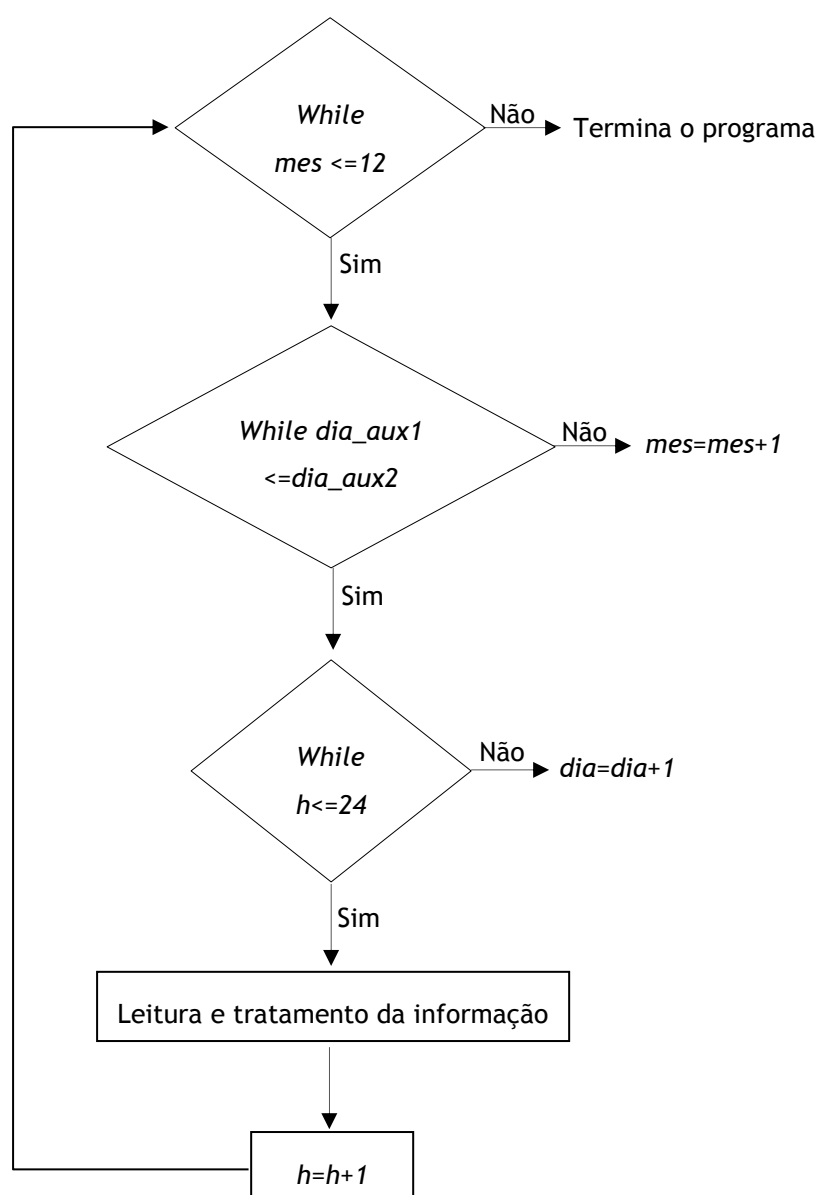 While
mes <=12
Não
Termina o programa
Sim
While dia_aux1
<=dia_aux2
Não
mes=mes+1
Sim
While
h<=24
Não
dia=dia+1
Sim
Leitura e tratamento da informação
h=h+1